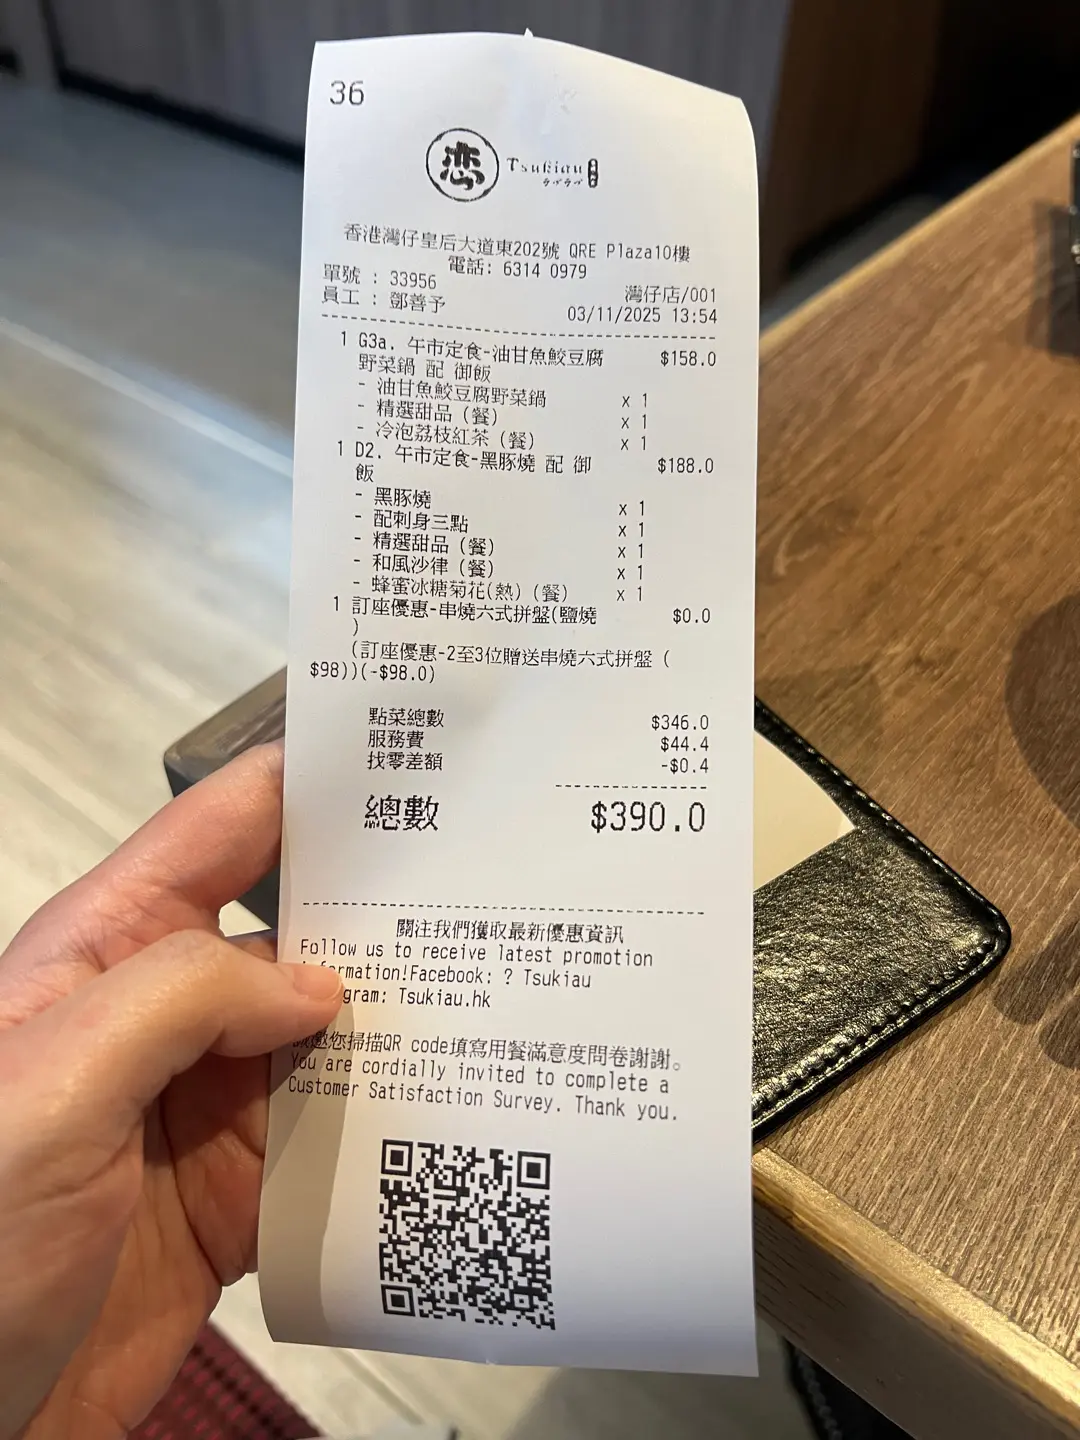 36
恋 Tsukiau
ラヴラヴ
香港灣仔皇后大道東202號 QRE Plaza10樓
電話: 6314 0979
單號 : 33956
灣仔店/001
員工 : 鄧善予
03/11/2025 13:54
1 G3a. 午市定食-油甘魚鮫豆腐 $158.0
野菜鍋 配 御飯
- 油甘魚鮫豆腐野菜鍋 x 1
- 精選甜品（餐） x 1
- 冷泡荔枝紅茶（餐） x 1
1 D2. 午市定食-黑豚燒 配 御 $188.0
飯
- 黑豚燒 x 1
- 配刺身三點 x 1
- 精選甜品（餐） x 1
- 和風沙律（餐） x 1
- 蜂蜜冰糖菊花(熱)（餐） x 1
1 訂座優惠-串燒六式拼盤(鹽燒 $0.0
)
(訂座優惠-2至3位贈送串燒六式拼盤（
$98))(-$98.0)
點菜總數 $346.0
服務費 $44.4
找零差額 -$0.4
總數 $390.0
關注我們獲取最新優惠資訊
Follow us to receive latest promotion
information!Facebook: ? Tsukiau
gram: Tsukiau.hk
誠邀您掃描QR code填寫用餐滿意度問卷謝謝。
You are cordially invited to complete a
Customer Satisfaction Survey. Thank you.